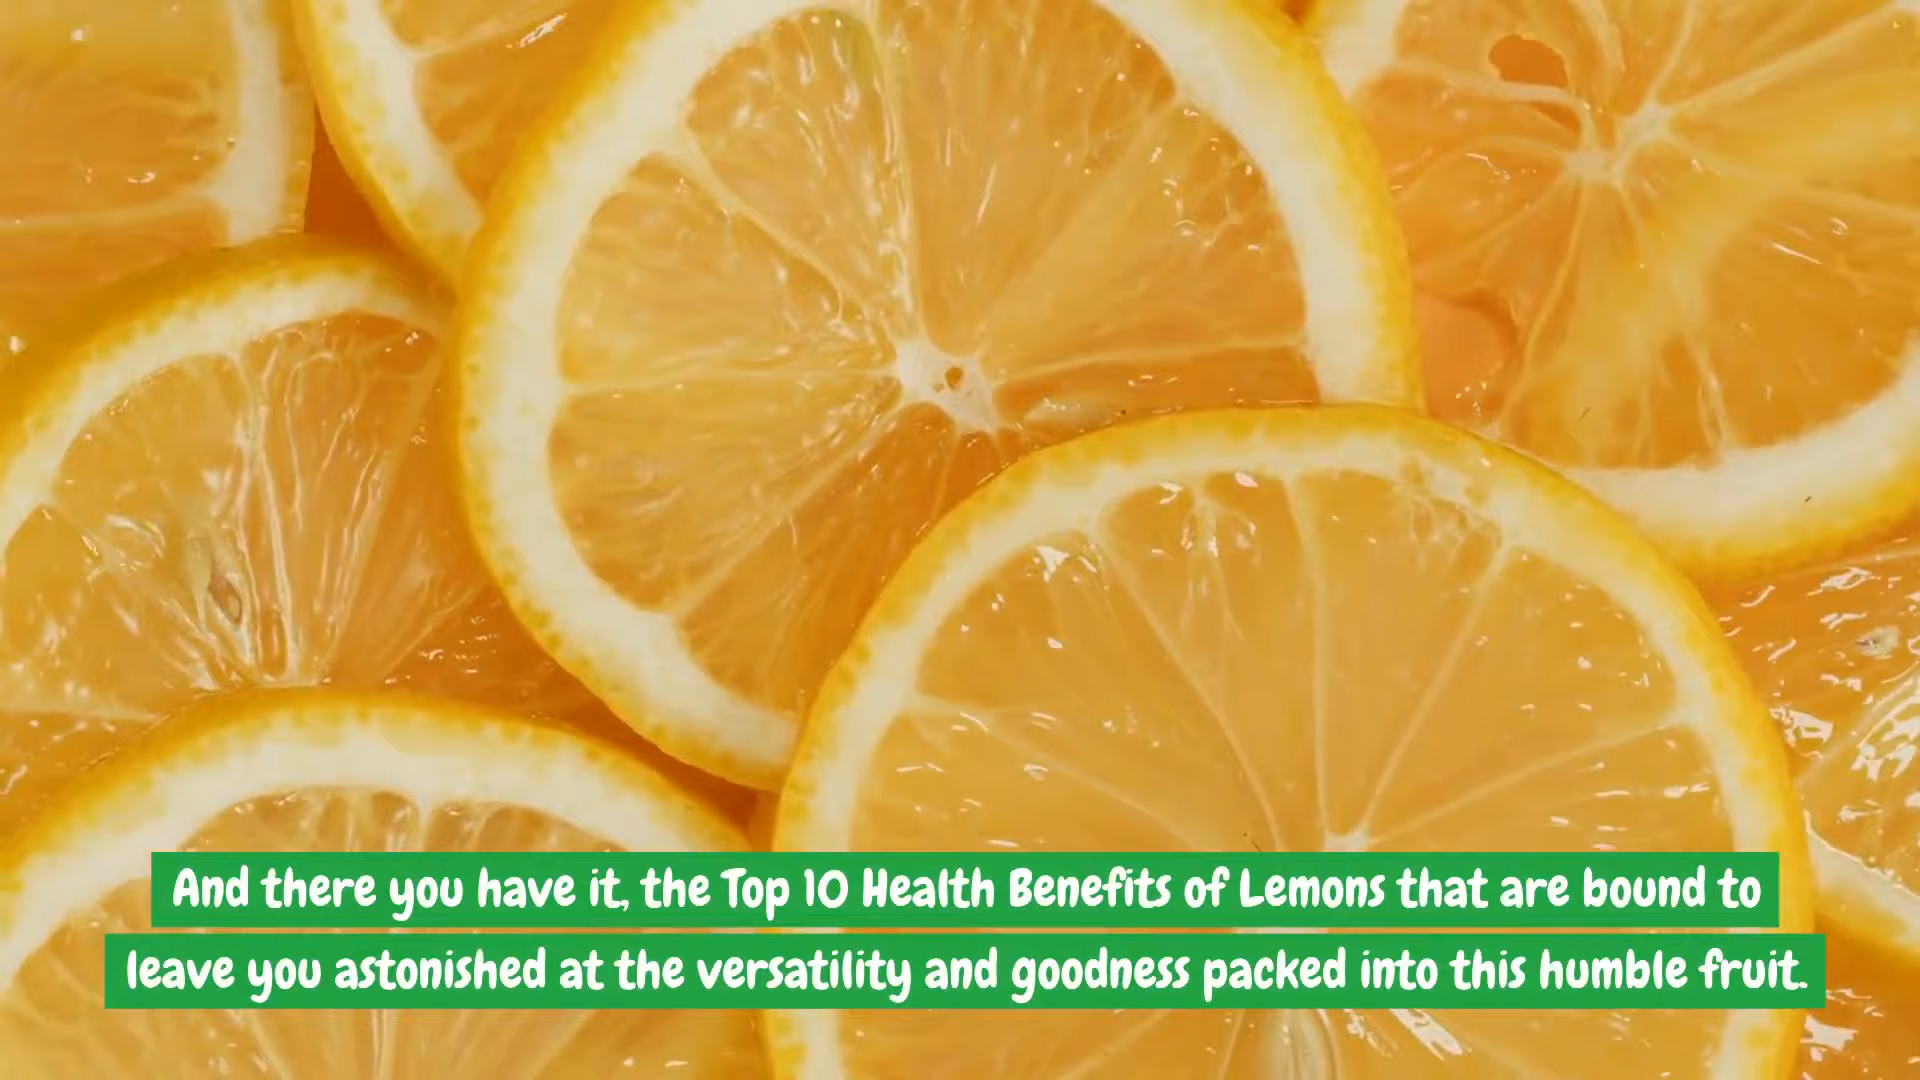 And there you have it, the Top 10 Health Benefits of Lemons that are bound to
leave you astonished at the versatility and goodness packed into this humble fruit.